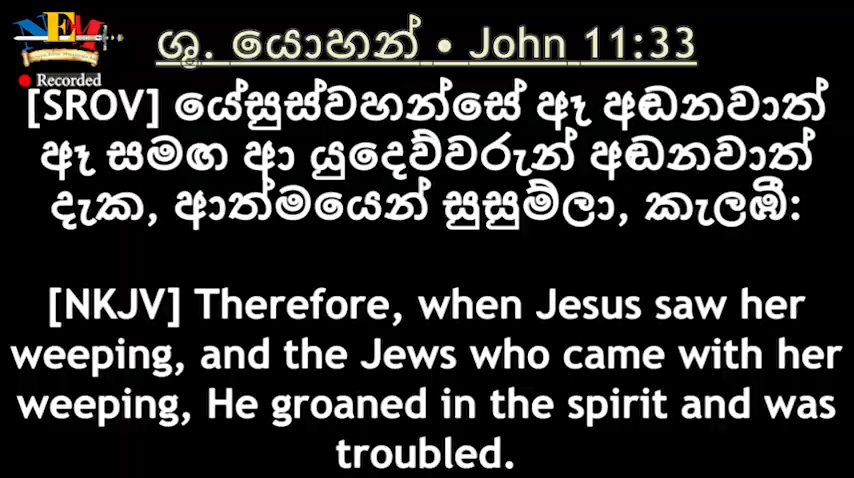 NEM
Recorded
ශු. යොහන් • John 11:33
[SROV] යේසුස්වහන්සේ ඈ අඬනවාත්
ඈ සමඟ ආ යුදෙව්වරුන් අඬනවාත්
දැක, ආත්මයෙන් සුසුම්ලා, කැලඹී:
[NKJV] Therefore, when Jesus saw her
weeping, and the Jews who came with her
weeping, He groaned in the spirit and was
troubled.